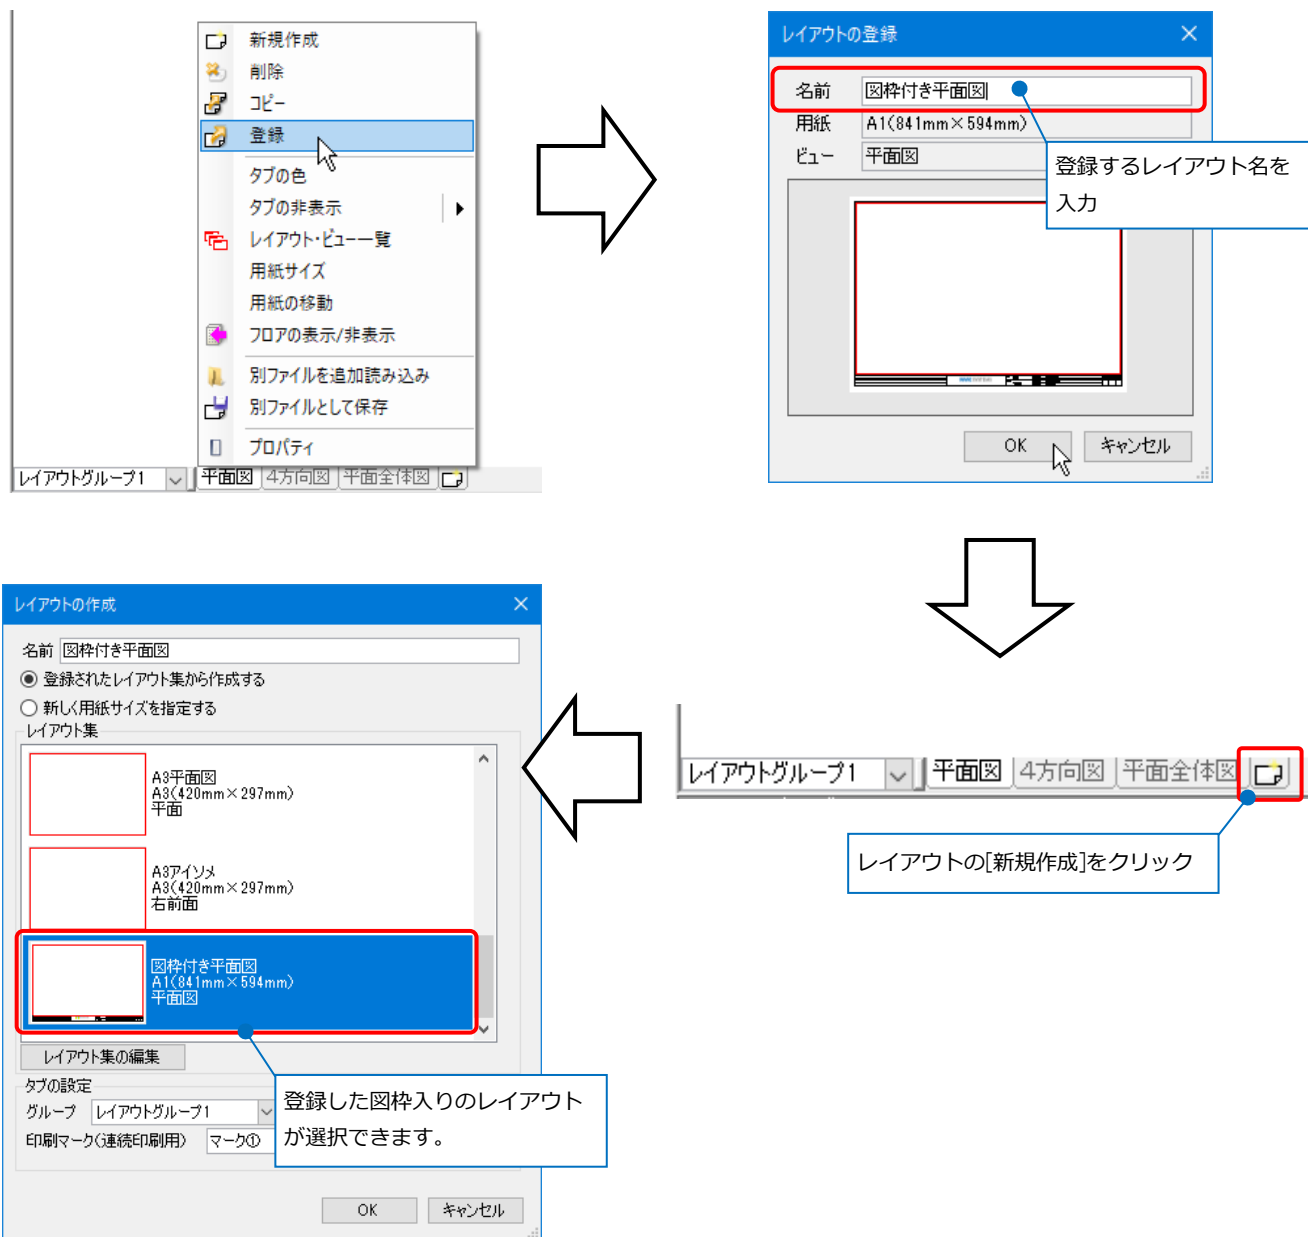 新規作成
削除
コピー
登録
タブの色
タブの非表示
レイアウト・ビュー一覧
用紙サイズ
用紙の移動
フロアの表示/非表示
別ファイルを追加読み込み
別ファイルとして保存
プロパティ
レイアウトグループ1 平面図 4方向図 平面全体図
レイアウトの登録
名前 図枠付き平面図
用紙 A1(841mm×594mm)
ビュー 平面図
登録するレイアウト名を
入力
OK キャンセル
レイアウトグループ1 平面図 4方向図 平面全体図
レイアウトの[新規作成]をクリック
レイアウトの作成
名前 図枠付き平面図
登録されたレイアウト集から作成する
新しく用紙サイズを指定する
レイアウト集
A3平面図
A3(420mm×297mm)
平面
A3アイソメ
A3(420mm×297mm)
右前面
図枠付き平面図
A1(841mm×594mm)
平面図
レイアウト集の編集
タブの設定
グループ レイアウトグループ1
印刷マーク(連続印刷用) マーク①
登録した図枠入りのレイアウト
が選択できます。
OK キャンセル